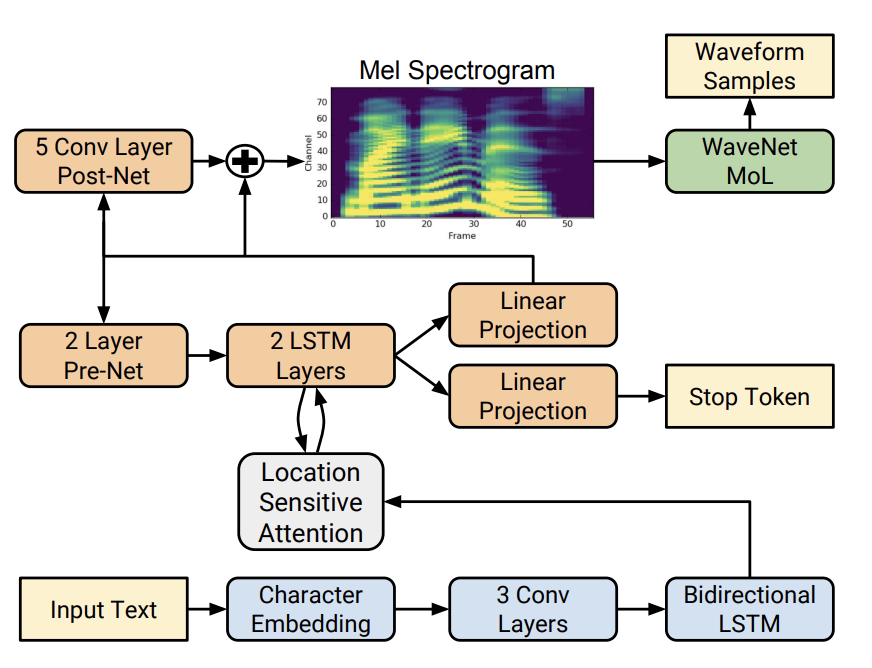 Waveform
Samples
Mel Spectrogram
5 Conv Layer
Post-Net
WaveNet
MoL
Channel
70
60
50
40
30
20
10
0
0 10 20 30 40 50
Frame
2 Layer
Pre-Net
2 LSTM
Layers
Linear
Projection
Linear
Projection
Stop Token
Location
Sensitive
Attention
Input Text
Character
Embedding
3 Conv
Layers
Bidirectional
LSTM